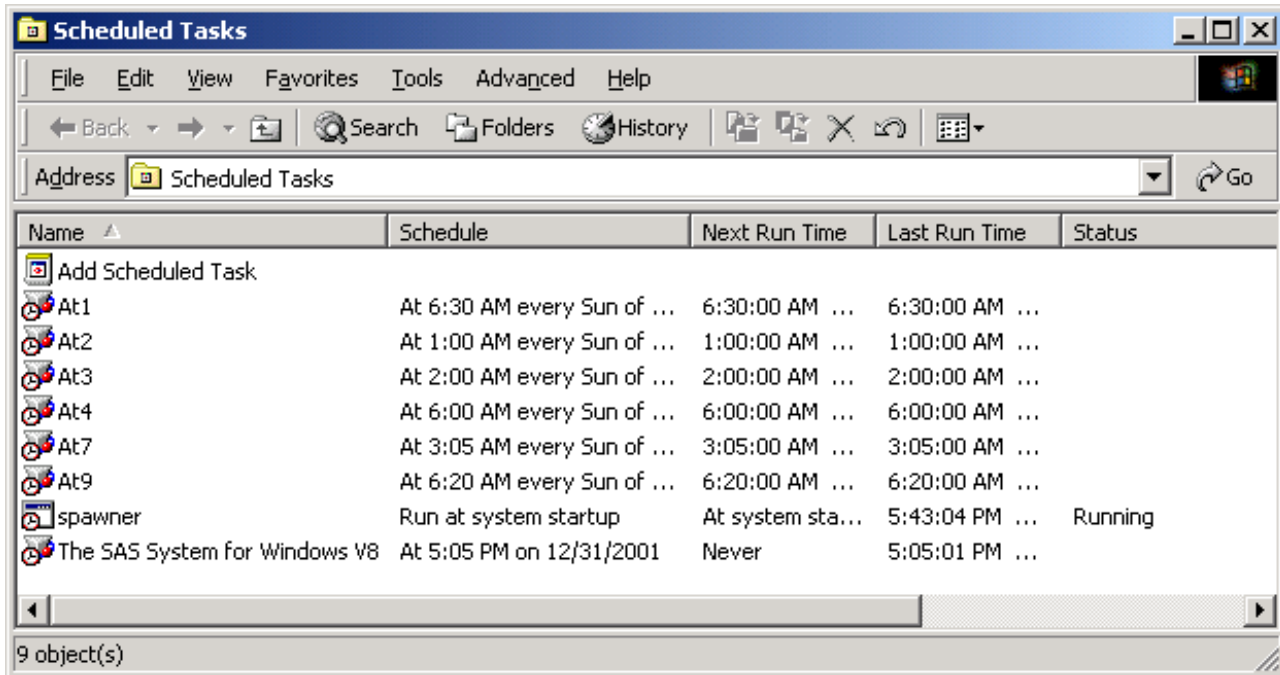 Scheduled Tasks
File Edit View Favorites Tools Advanced Help
Back Search Folders History
Address Scheduled Tasks Go
Name Schedule Next Run Time Last Run Time Status
Add Scheduled Task
At1 At 6:30 AM every Sun of ... 6:30:00 AM ... 6:30:00 AM ...
At2 At 1:00 AM every Sun of ... 1:00:00 AM ... 1:00:00 AM ...
At3 At 2:00 AM every Sun of ... 2:00:00 AM ... 2:00:00 AM ...
At4 At 6:00 AM every Sun of ... 6:00:00 AM ... 6:00:00 AM ...
At7 At 3:05 AM every Sun of ... 3:05:00 AM ... 3:05:00 AM ...
At9 At 6:20 AM every Sun of ... 6:20:00 AM ... 6:20:00 AM ...
spawner Run at system startup At system sta... 5:43:04 PM ... Running
The SAS System for Windows V8 At 5:05 PM on 12/31/2001 Never 5:05:01 PM ...
9 object(s)